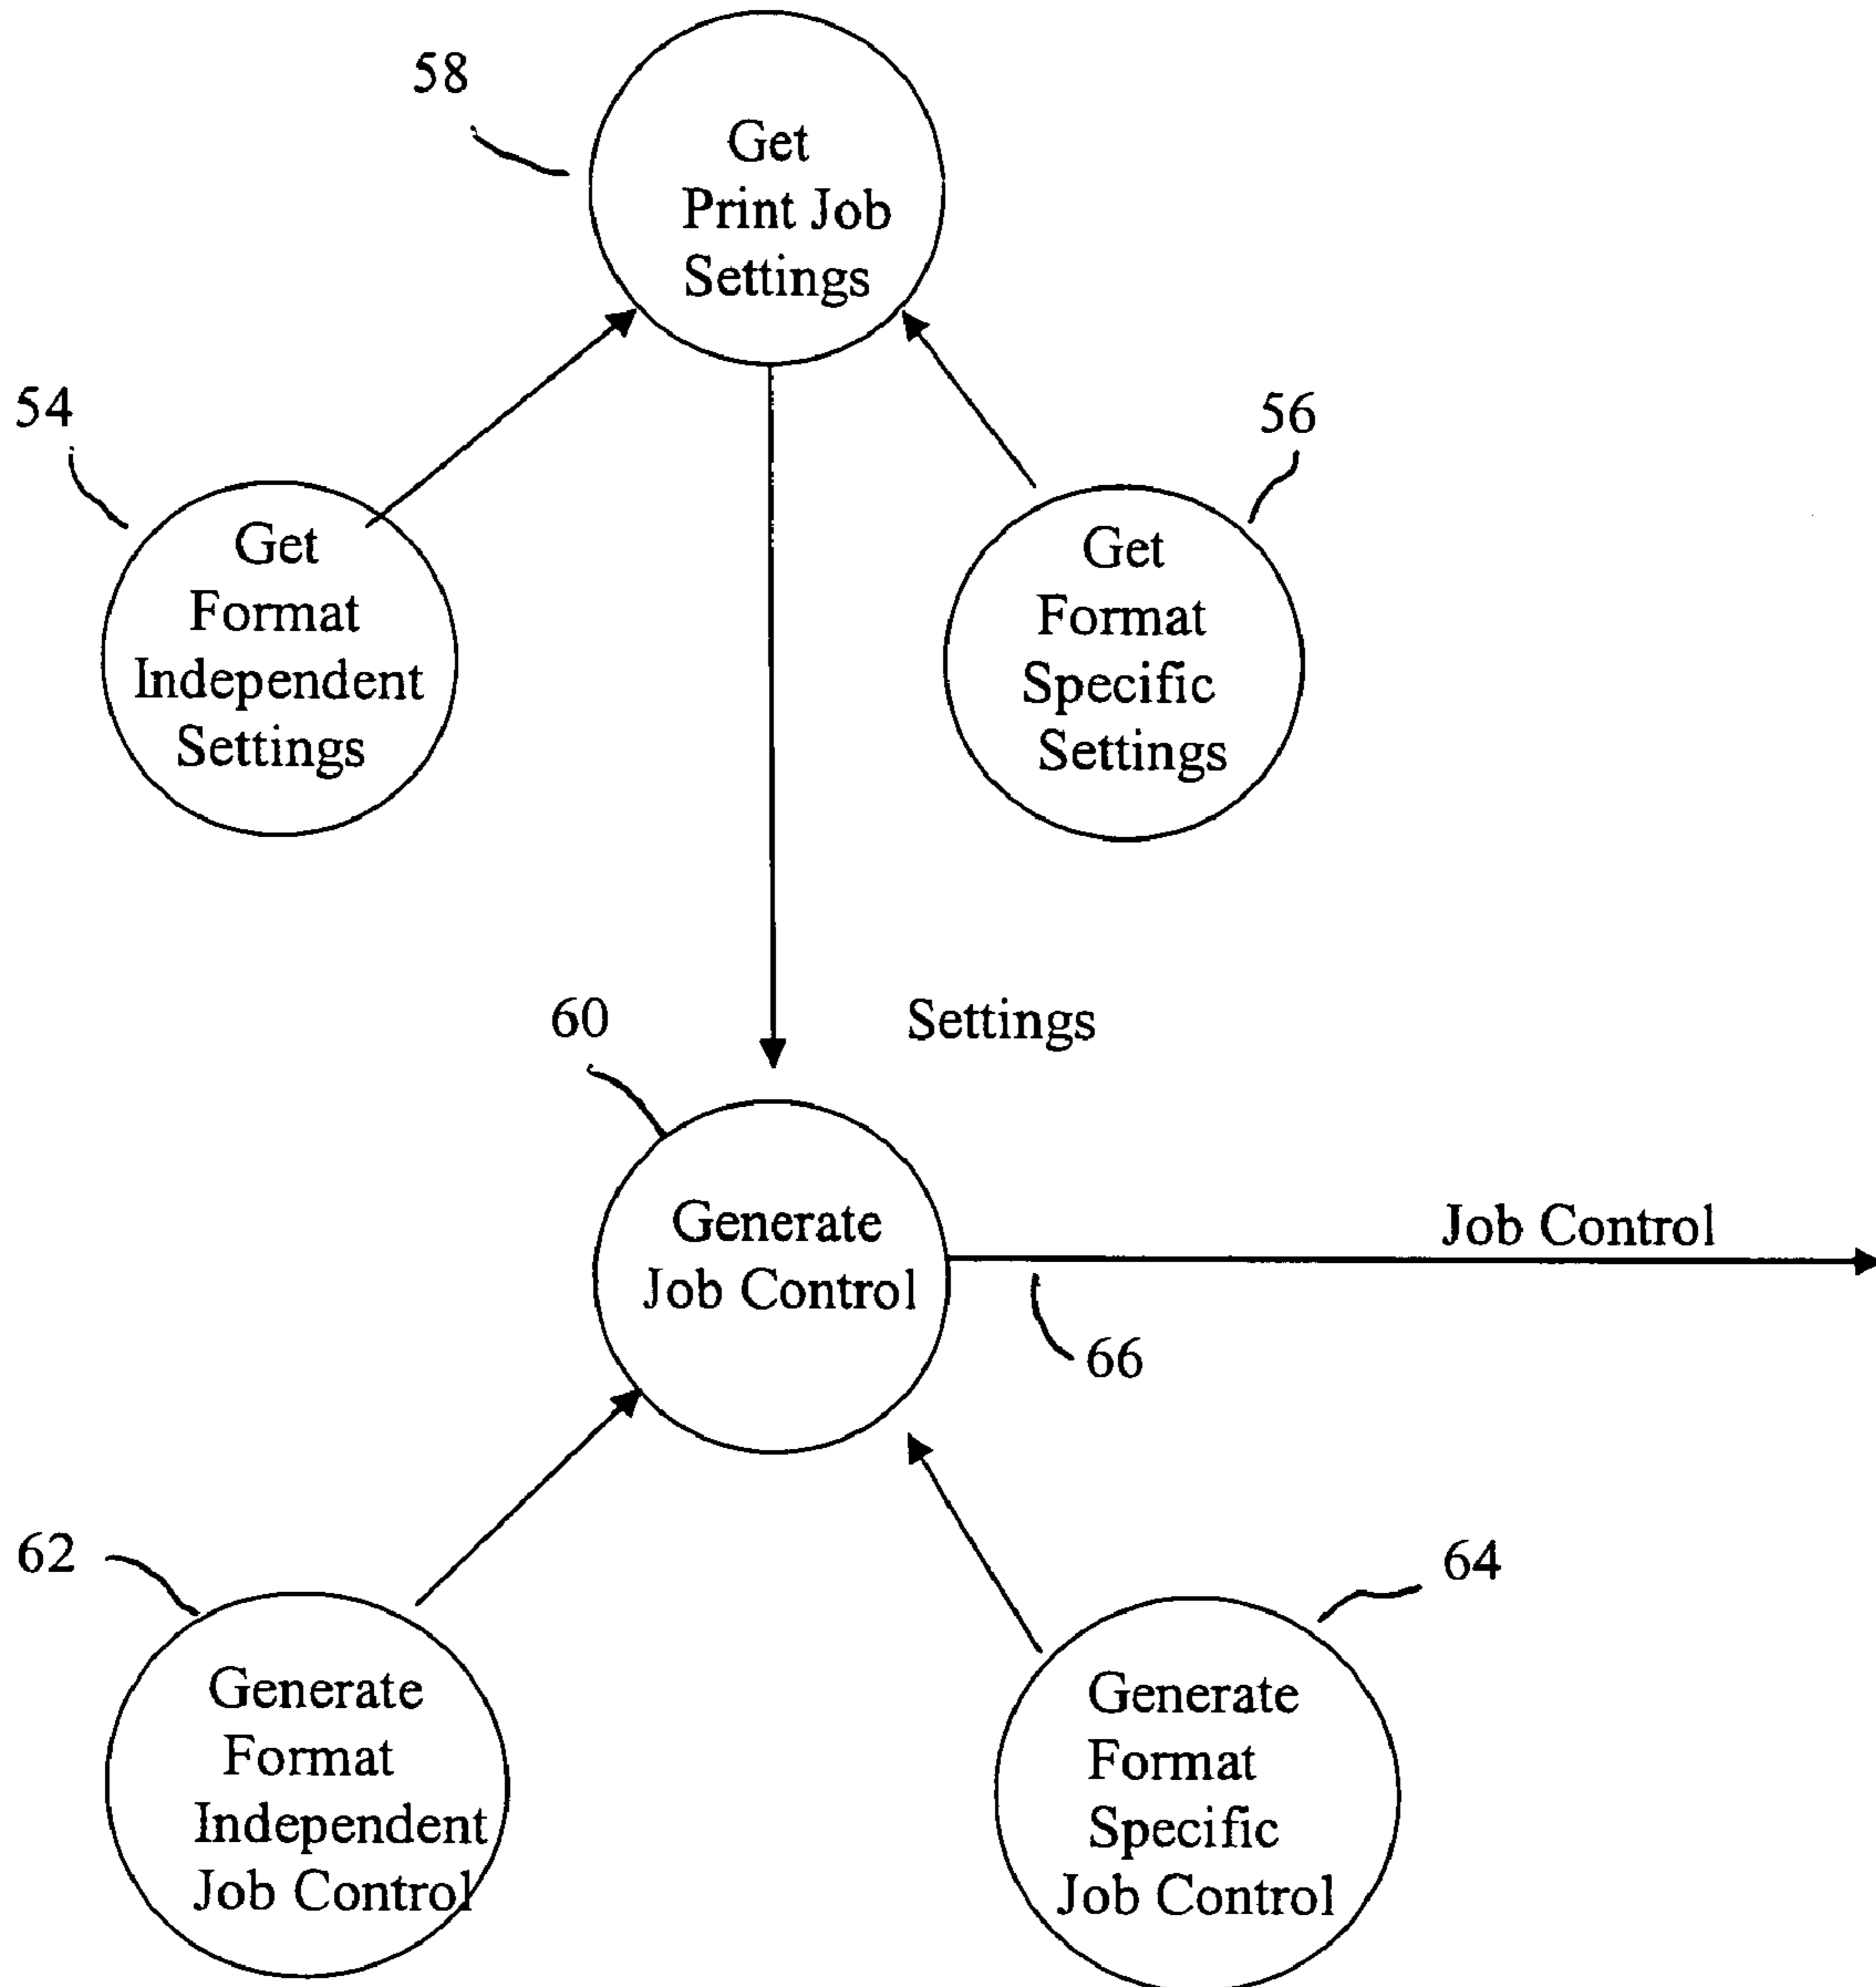 58
Get
Print Job
Settings
54
56
Get
Format
Independent
Settings
Get
Format
Specific
Settings
60
Settings
Generate
Job Control
Job Control
66
62
64
Generate
Format
Independent
Job Control
Generate
Format
Specific
Job Control